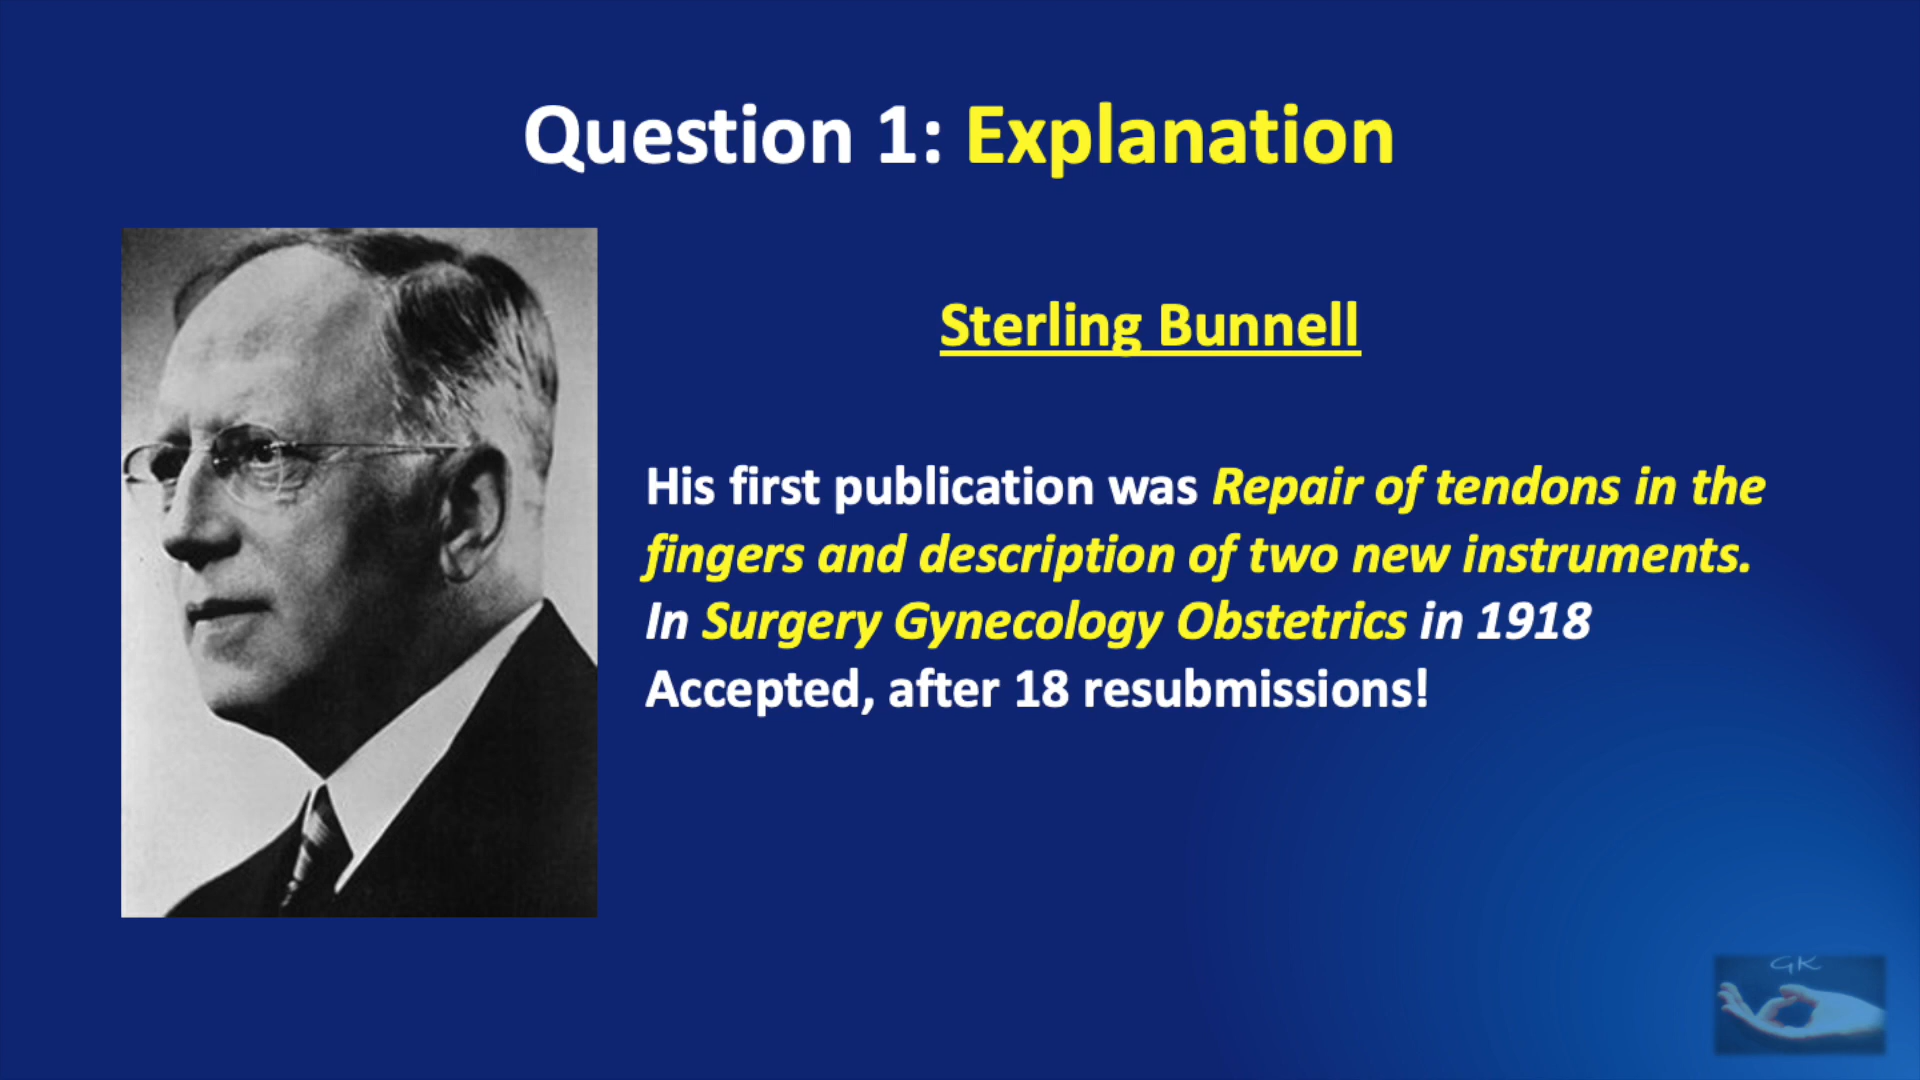 Question 1: Explanation
Sterling Bunnell
His first publication was Repair of tendons in the
fingers and description of two new instruments.
In Surgery Gynecology Obstetrics in 1918
Accepted, after 18 resubmissions!
GK